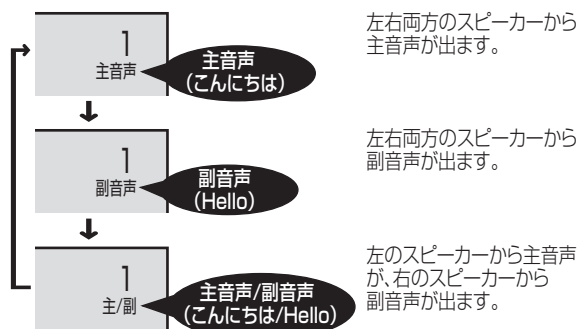 1
主音声
主音声
(こんにちは)
左右両方のスピーカーから
主音声が出ます。
1
副音声
副音声
(Hello)
左右両方のスピーカーから
副音声が出ます。
1
主/副
主音声/副音声
(こんにちは/Hello)
左のスピーカーから主音声
が、右のスピーカーから
副音声が出ます。